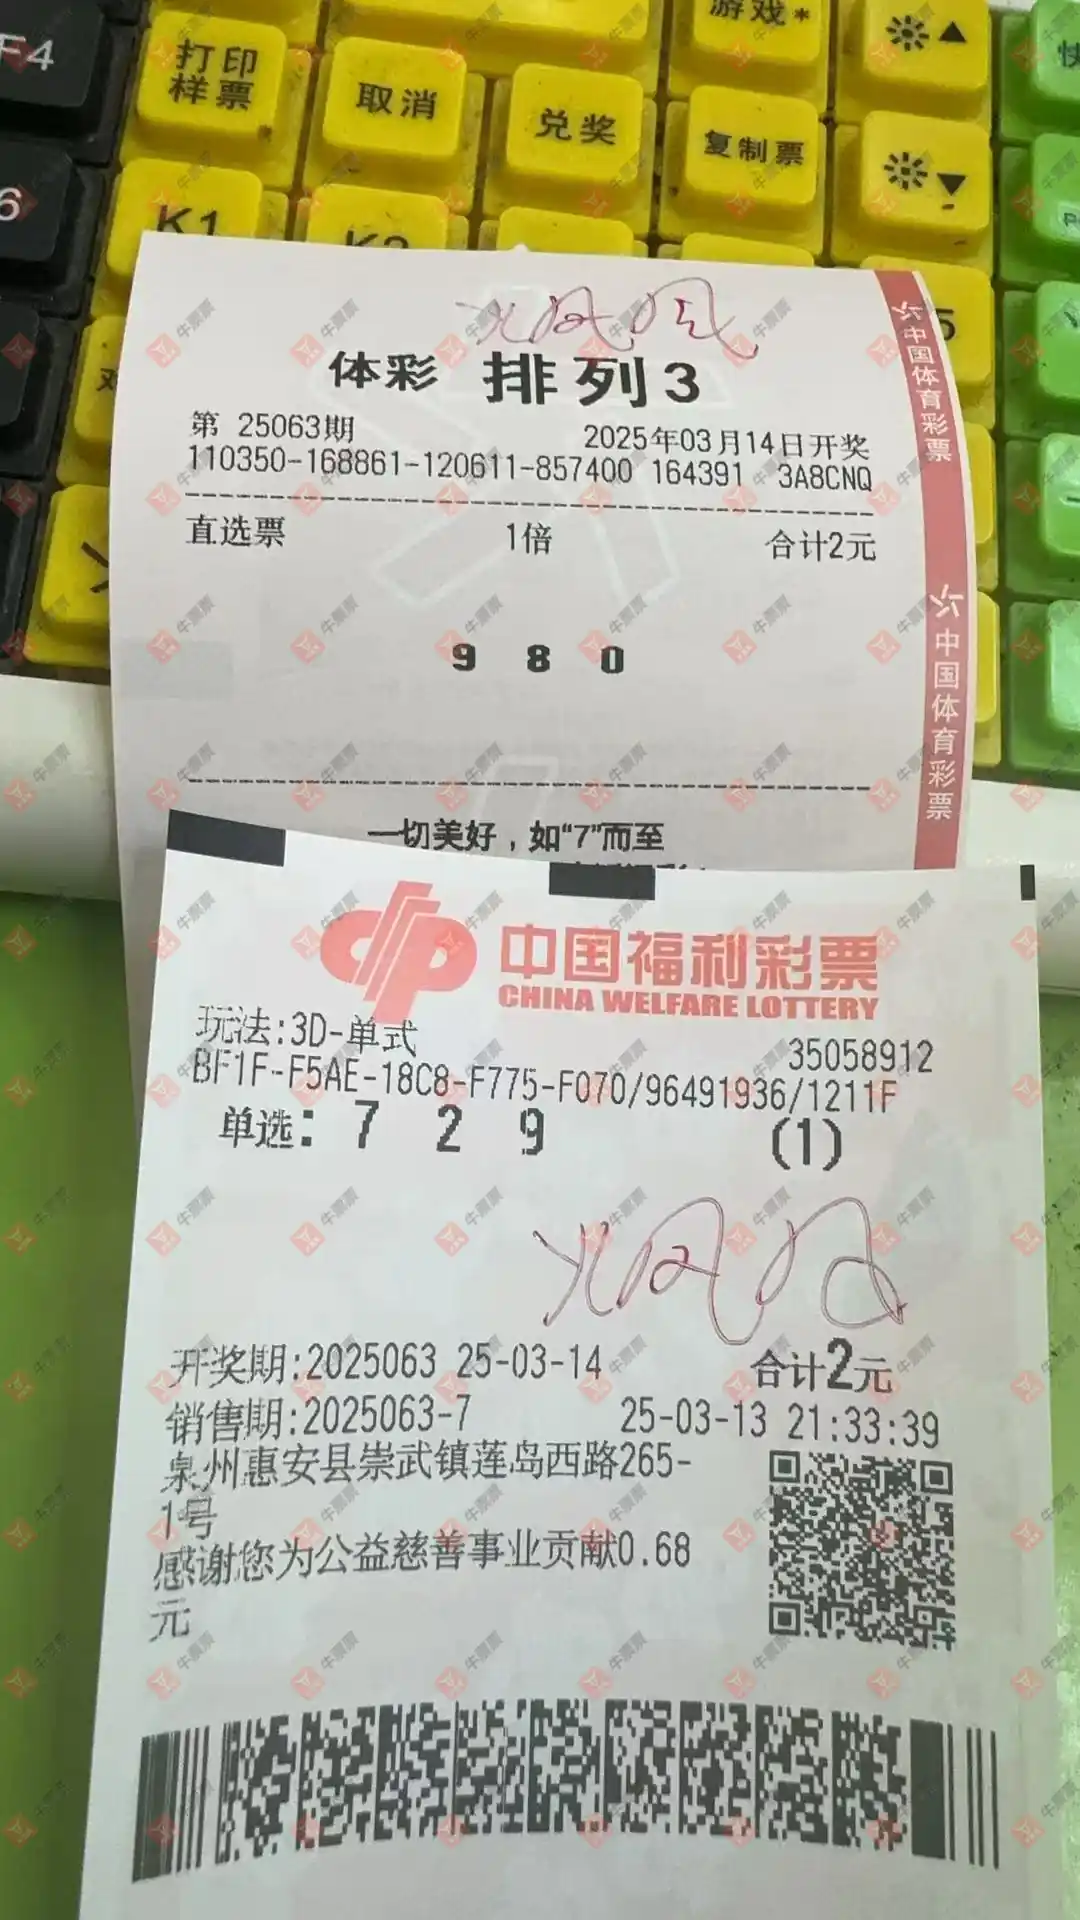 F4
打印
样票
取消
兑奖
游戏*
复制票
▲
▼
快
6
K1
K2
5
体彩 排列3
第 25063期 2025年03月14日开奖
110350-168861-120611-857400 164391 3A8CNQ
直选票 1倍 合计2元
9 8 0
一切美好，如“7”而至
中国体育彩票
中国体育彩票
中国福利彩票
CHINA WELFARE LOTTERY
玩法:3D-单式 35058912
BF1F-F5AE-18C8-F775-F070/96491936/1211F
单选: 7 2 9 (1)
开奖期:2025063 25-03-14 合计2元
销售期:2025063-7 25-03-13 21:33:39
泉州惠安县崇武镇莲岛西路265-
1号
感谢您为公益慈善事业贡献0.68
元
牛票票